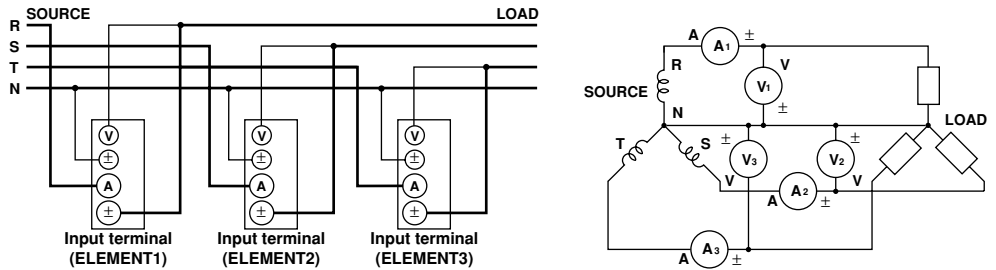 SOURCE LOAD
R
S
T
N
V V V
± ± ±
A A A
± ± ±
Input terminal Input terminal Input terminal
(ELEMENT1) (ELEMENT2) (ELEMENT3)
A A1 ±
R V
SOURCE V1
±
N LOAD
T S ± V3 V2 ±
V A A2 ± V
A A3 ±